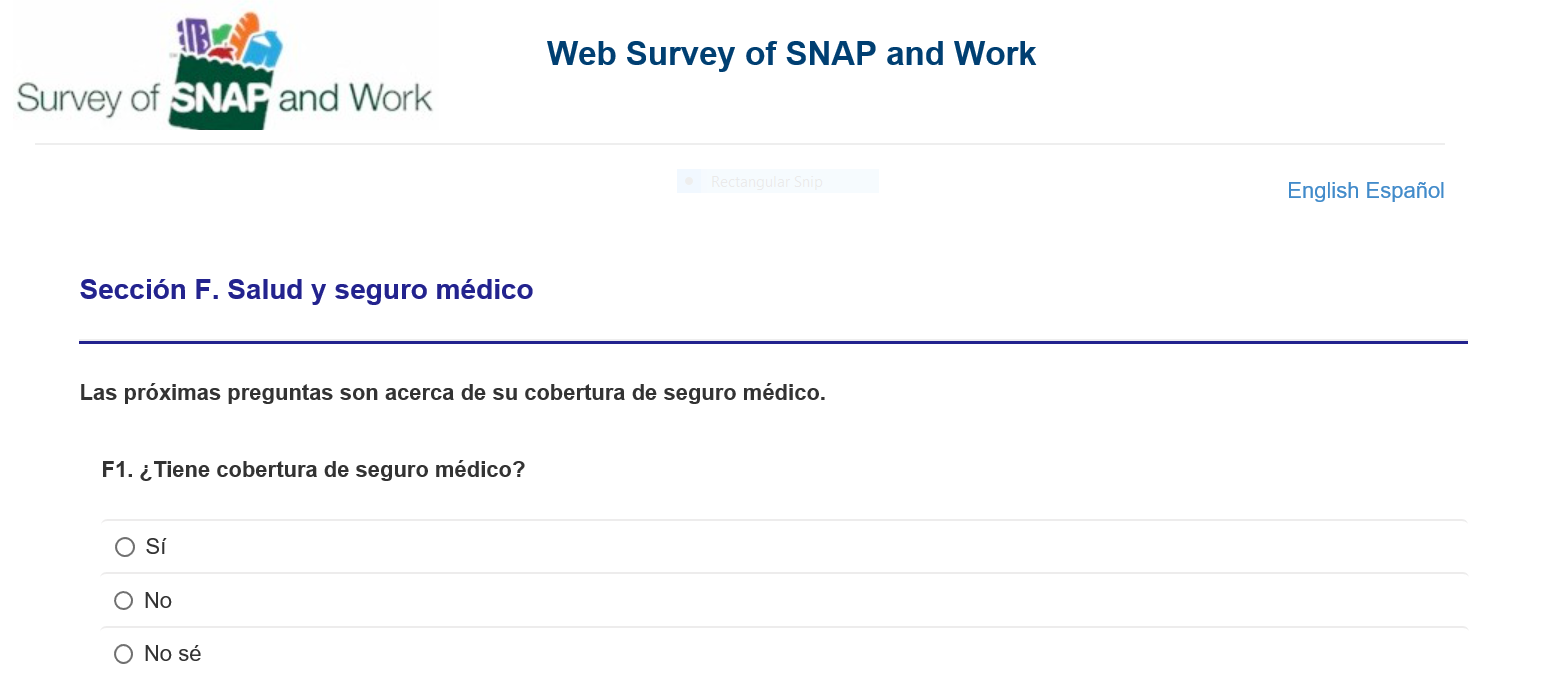 Survey of SNAP and Work
Web Survey of SNAP and Work
Rectangular Snip
English Español
Sección F. Salud y seguro médico
Las próximas preguntas son acerca de su cobertura de seguro médico.
F1. ¿Tiene cobertura de seguro médico?
Sí
No
No sé